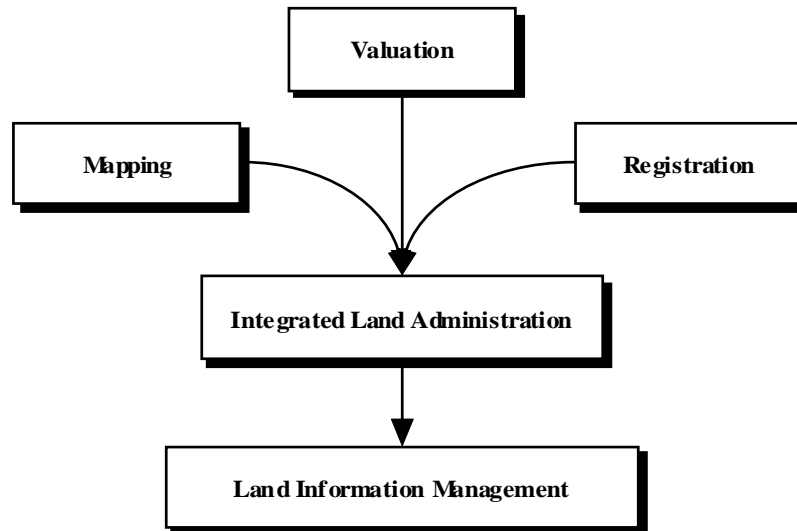 Valuation
Mapping
Registration
Integrated Land Administration
Land Information Management